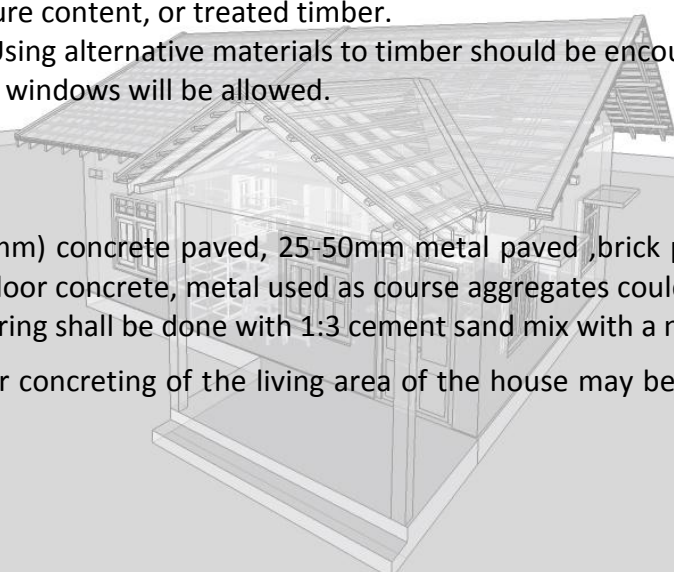 ure content, or treated timber.
Using alternative materials to timber should be encou
windows will be allowed.
mm) concrete paved, 25-50mm metal paved ,brick p
loor concrete, metal used as course aggregates coul
ring shall be done with 1:3 cement sand mix with a
r concreting of the living area of the house may be